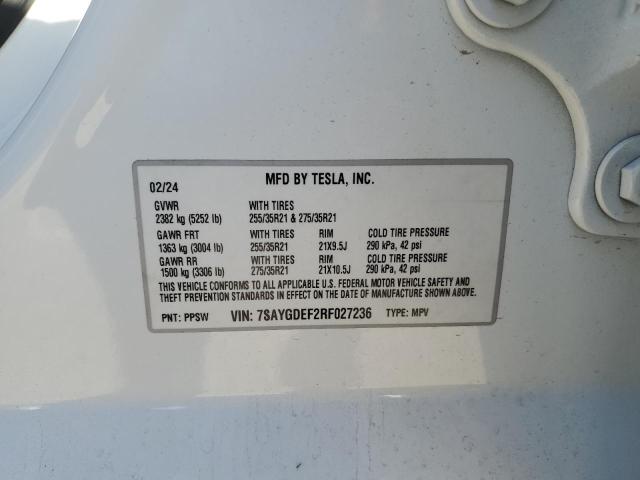 MFD BY TESLA, INC.
02/24
GVWR WITH TIRES
2382 kg (5252 lb) 255/35R21 & 275/35R21
GAWR FRT WITH TIRES RIM COLD TIRE PRESSURE
1363 kg (3004 lb) 255/35R21 21X9.5J 290 kPa, 42 psi
GAWR RR WITH TIRES RIM COLD TIRE PRESSURE
1500 kg (3306 lb) 275/35R21 21X10.5J 290 kPa, 42 psi
THIS VEHICLE CONFORMS TO ALL APPLICABLE U.S. FEDERAL MOTOR VEHICLE SAFETY AND
THEFT PREVENTION STANDARDS IN EFFECT ON THE DATE OF MANUFACTURE SHOWN ABOVE.
PNT: PPSW VIN: 7SAYGDEF2RF027236 TYPE: MPV